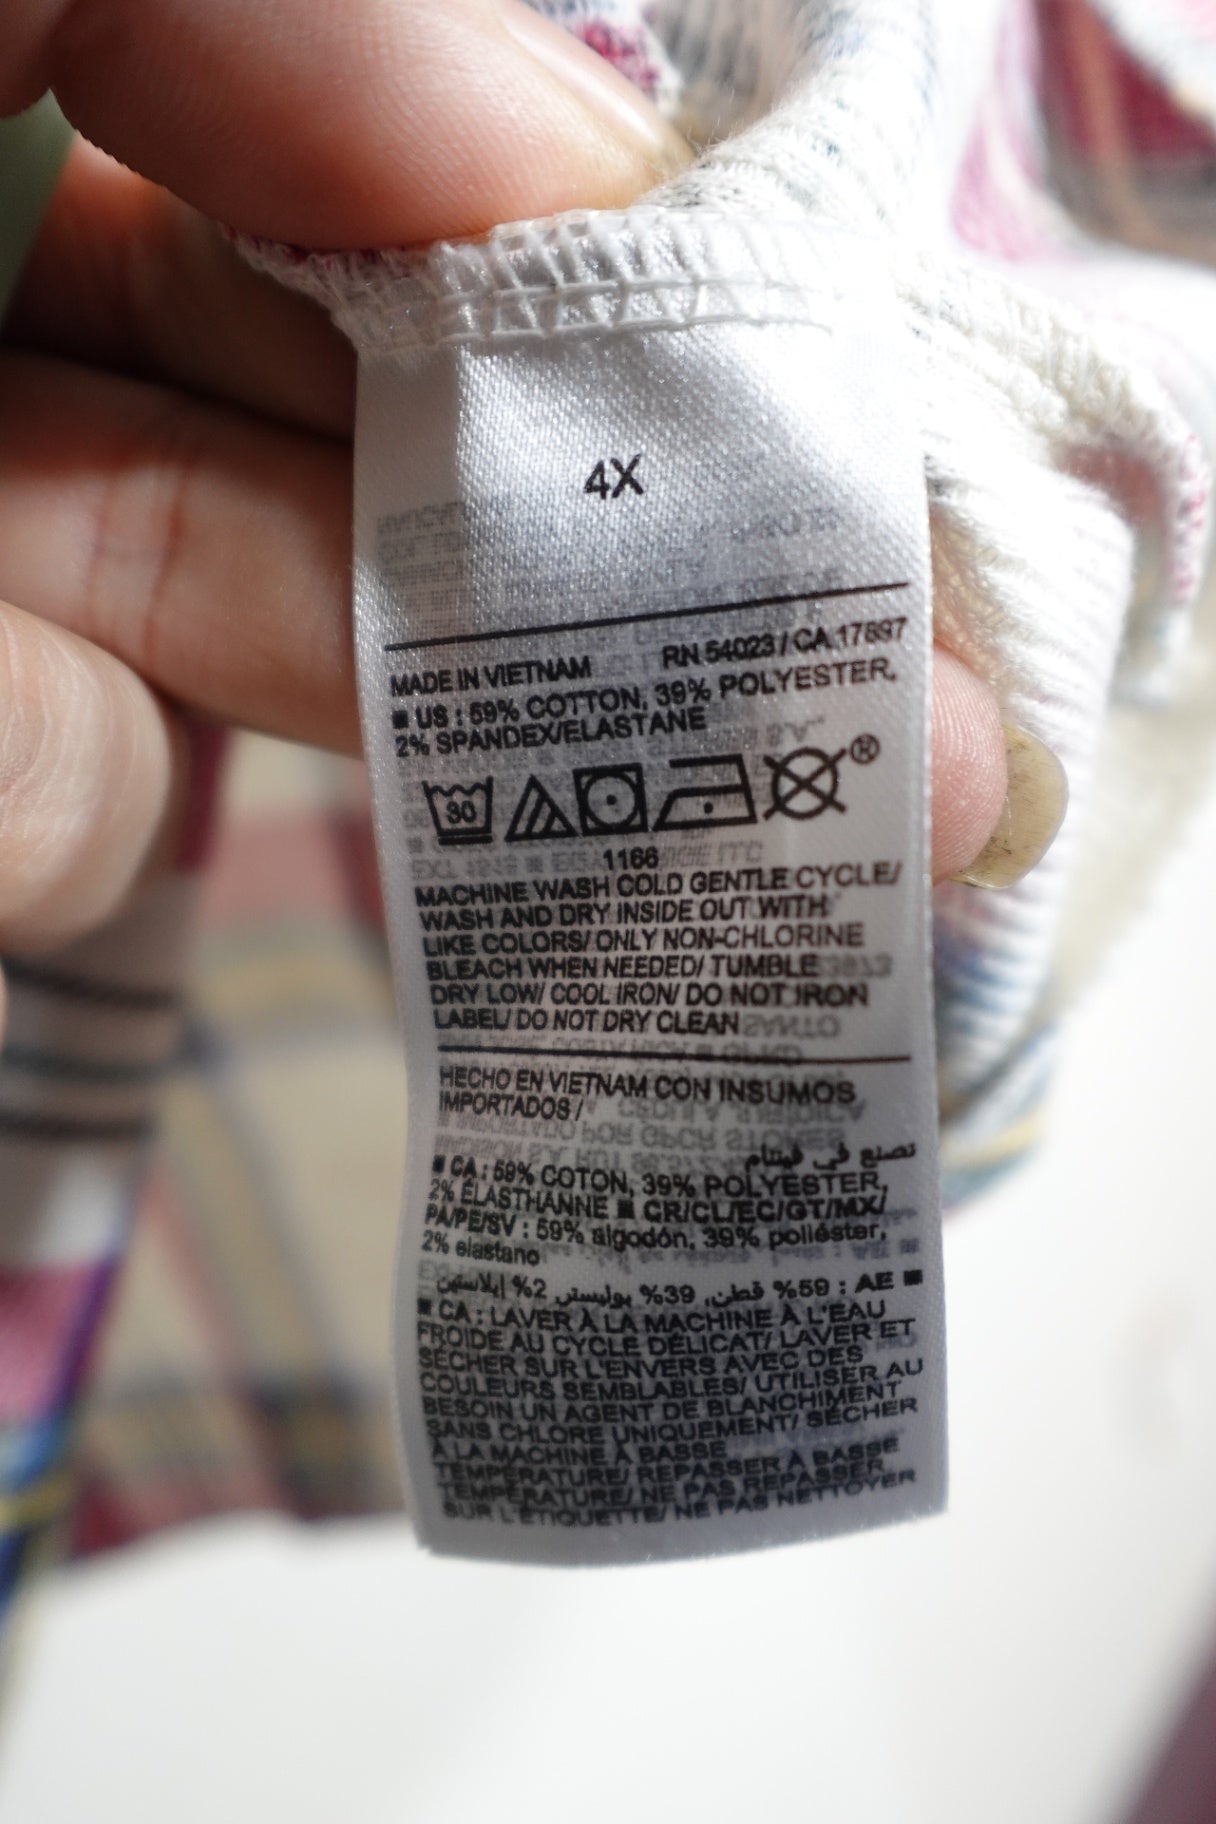 4X
MADE IN VIETNAM RN 54023 / CA 17897
■ US : 59% COTTON, 39% POLYESTER,
2% SPANDEX/ELASTANE
30
®
1166
MACHINE WASH COLD GENTLE CYCLE/
WASH AND DRY INSIDE OUT WITH
LIKE COLORS/ ONLY NON-CHLORINE
BLEACH WHEN NEEDED/ TUMBLE
DRY LOW/ COOL IRON/ DO NOT IRON
LABEL/ DO NOT DRY CLEAN
HECHO EN VIETNAM CON INSUMOS
IMPORTADOS /
تصنع في فيتنام
■ CA : 59% COTON, 39% POLYESTER,
2% ÉLASTHANNE ■ CR/CL/EC/GT/MX/
PA/PE/SV : 59% algodón, 39% poliéster,
2% elastano
■ AE : 59% قطن, 39% بوليستر, 2% إيلاستين
■ CA : LAVER À LA MACHINE À L'EAU
FROIDE AU CYCLE DÉLICAT/ LAVER ET
SÉCHER SUR L'ENVERS AVEC DES
COULEURS SEMBLABLES/ UTILISER AU
BESOIN UN AGENT DE BLANCHIMENT
SANS CHLORE UNIQUEMENT/ SÉCHER
À LA MACHINE À BASSE
TEMPÉRATURE/ REPASSER À BASSE
TEMPÉRATURE/ NE PAS REPASSER
SUR L'ÉTIQUETTE/ NE PAS NETTOYER